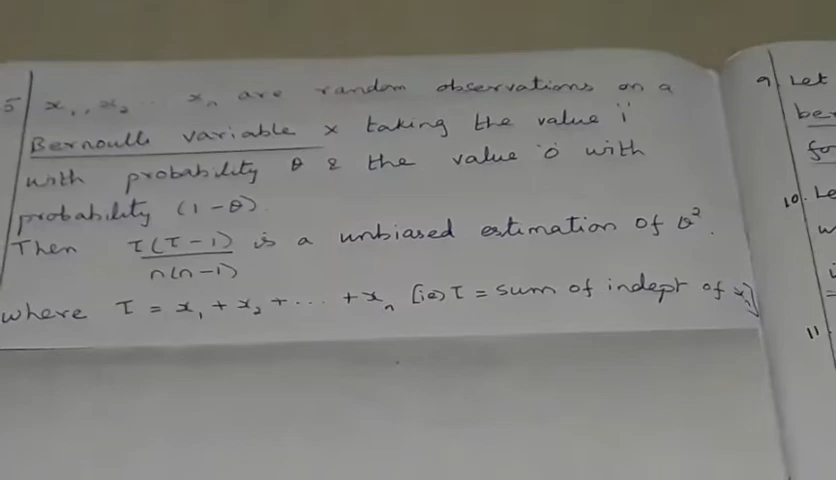 5 x₁, x₂ ... xₙ are random observations on a
Bernoulli variable x taking the value '1'
with probability θ & the value '0' with
probability (1-θ).
Then T(T-1) / n(n-1) is a unbiased estimation of θ².
where T = x₁ + x₂ + ... + xₙ [(ie) T = sum of indept of xᵢ]
9. Let
10. Le
11